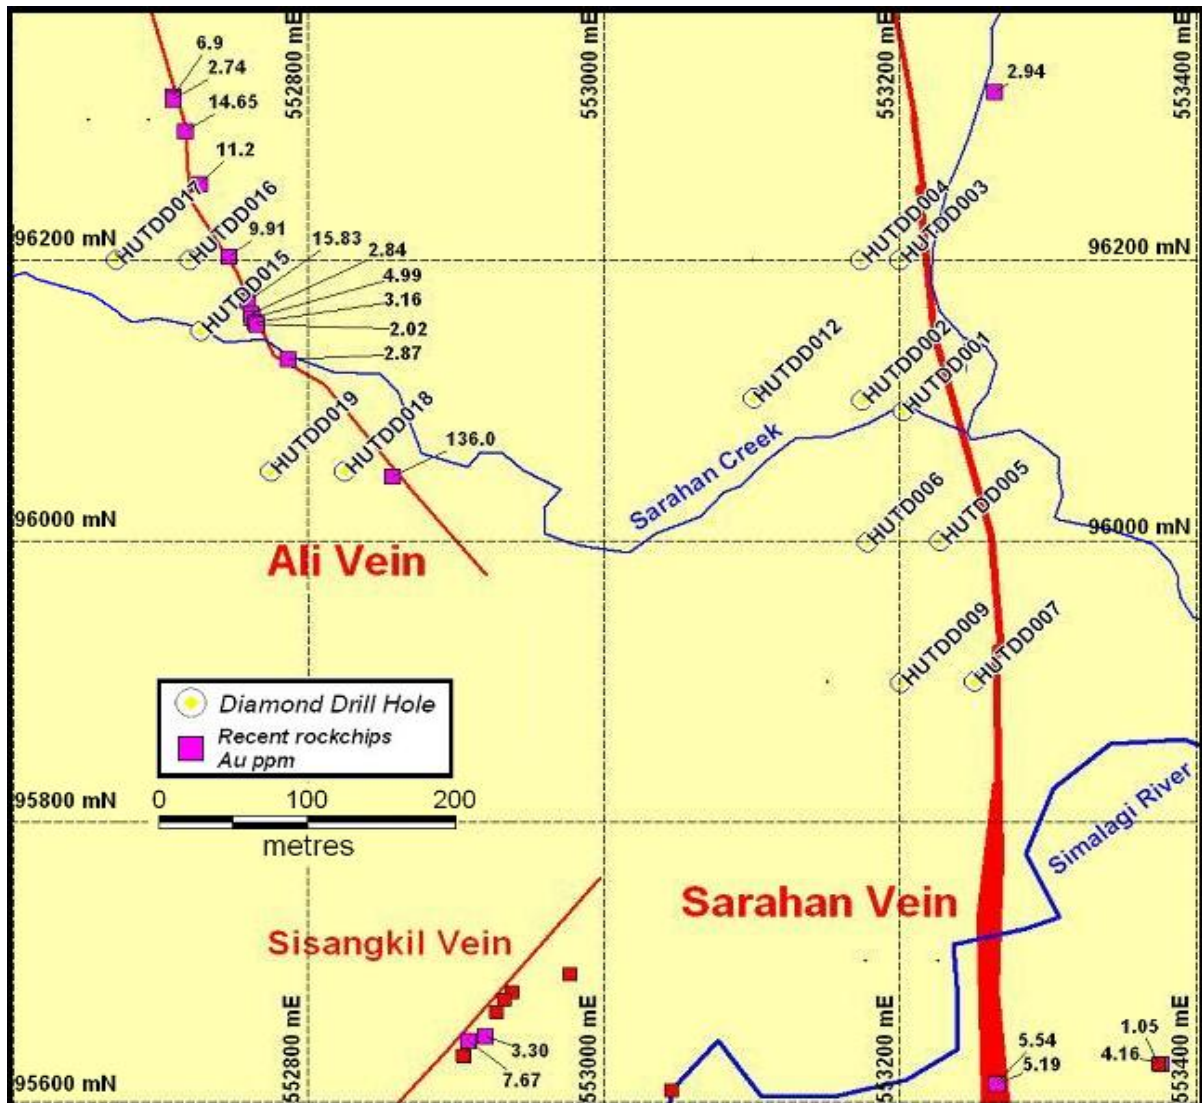 552800 mE
553000 mE
553200 mE
553400 mE
6.9
2.74
14.65
11.2
2.94
HUTDD017
HUTDD016
HUTDD004
HUTDD003
96200 mN
9.91
15.83
96200 mN
2.84
4.99
3.16
2.02
2.87
HUTDD015
HUTDD012
HUTDD002
HUTDD001
HUTDD019
HUTDD018
136.0
Sarahan Creek
HUTD006
HUTDD005
96000 mN
96000 mN
Ali Vein
HUTDD009
HUTDD007
Diamond Drill Hole
Recent rockchips
Au ppm
95800 mN
0 100 200
metres
Simalagi River
Sarahan Vein
Sisangkil Vein
552800 mE
553000 mE
553200 mE
553400 mE
3.30
7.67
5.54
5.19
1.05
4.16
95600 mN